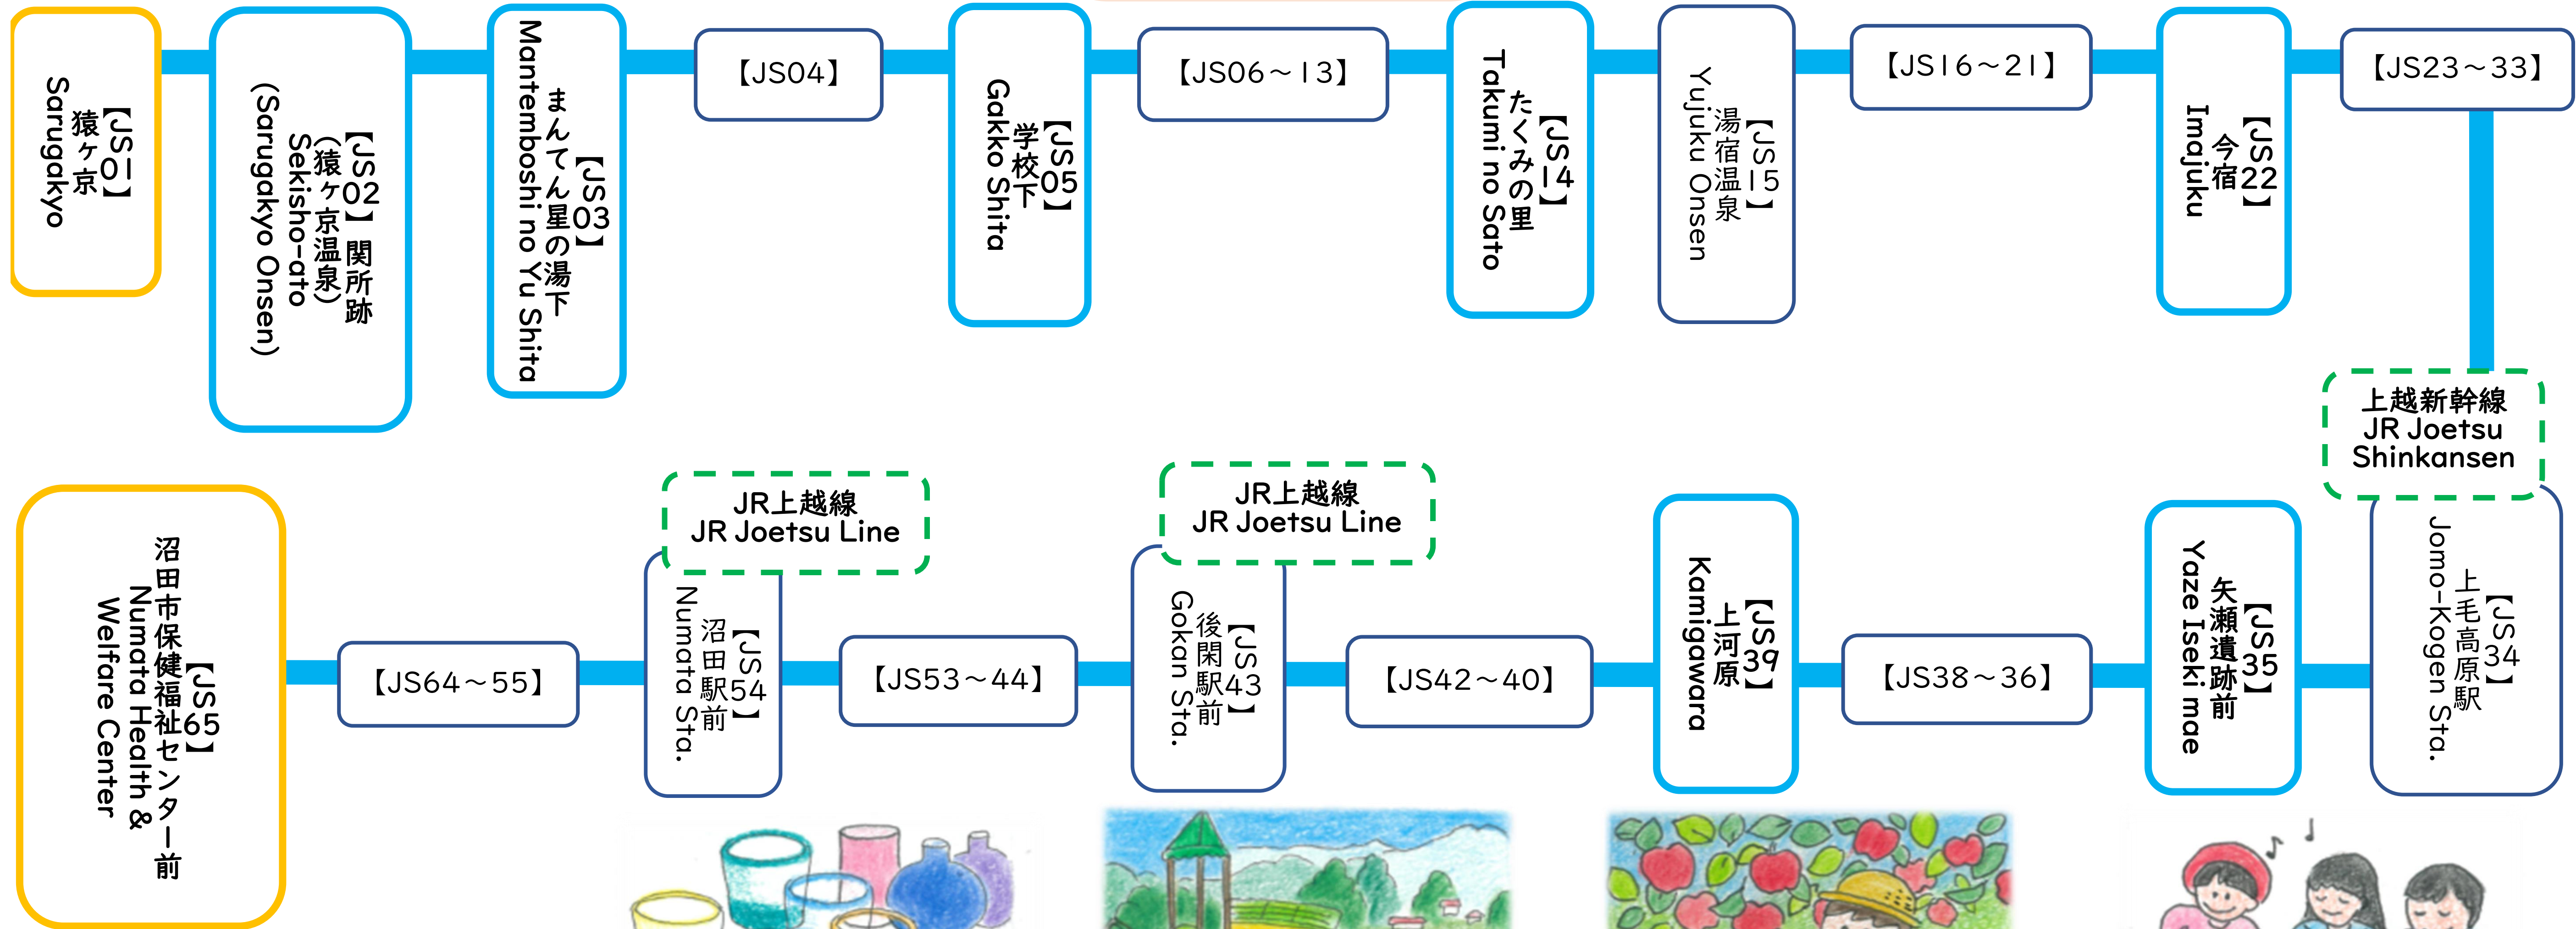 【JS01】
猿ヶ京
Sarugakyo
【JS02】関所跡
（猿ヶ京温泉）
Sekisho-ato
(Sarugakyo Onsen)
【JS03】
まんてん星の湯下
Mantemboshi no Yu Shita
【JS04】
【JS05】
学校下
Gakko Shita
【JS06～13】
【JS14】
たくみの里
Takumi no Sato
【JS15】
湯宿温泉
Yujuku Onsen
【JS16～21】
【JS22】
今宿
Imajuku
【JS23～33】
上越新幹線
JR Joetsu
Shinkansen
【JS34】
上毛高原駅
Jomo-Kogen Sta.
【JS35】
矢瀬遺跡前
Yaze Iseki mae
【JS38～36】
【JS39】
上河原
Kamigawara
【JS42～40】
JR上越線
JR Joetsu Line
【JS43】
後閑駅前
Gokan Sta.
【JS53～44】
JR上越線
JR Joetsu Line
【JS54】
沼田駅前
Numata Sta.
【JS64～55】
【JS65】
沼田市保健福祉センター前
Numata Health &
Welfare Center